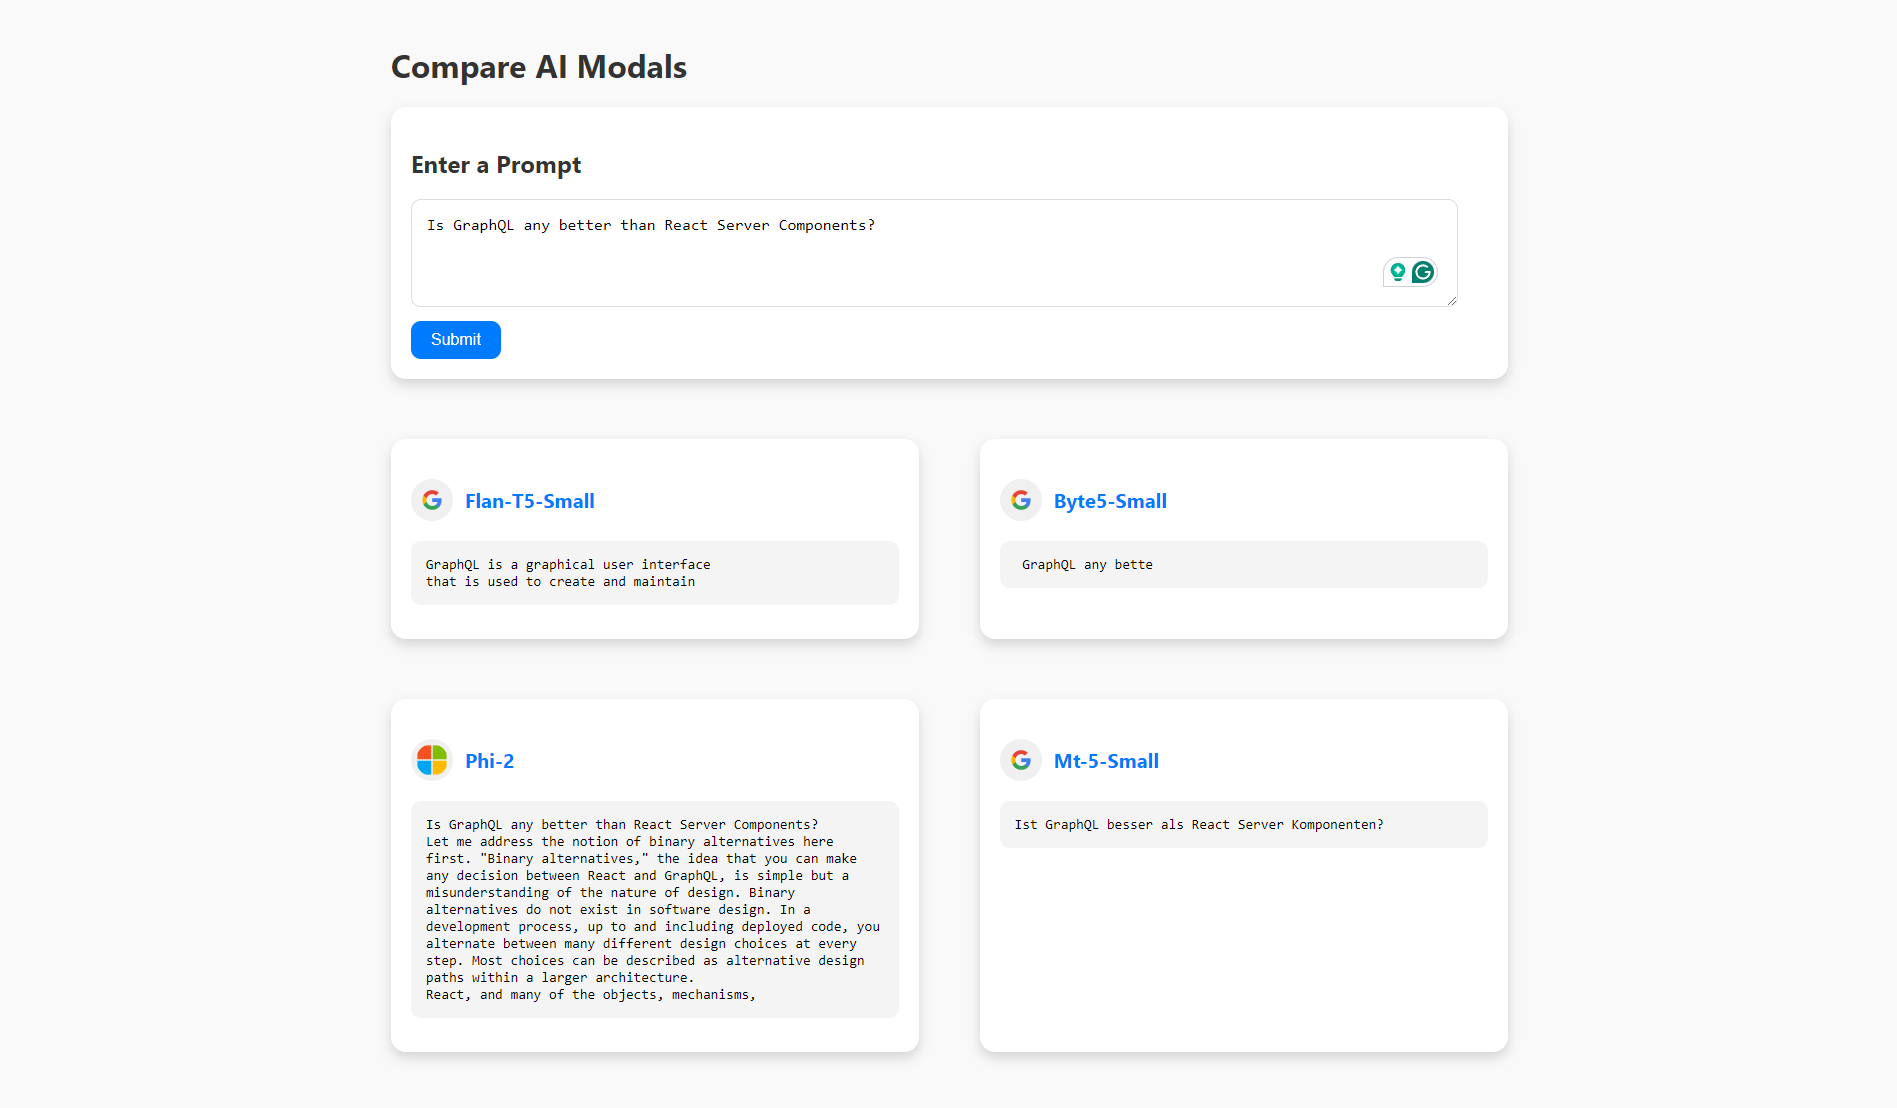 Compare AI Modals
Enter a Prompt
Is GraphQL any better than React Server Components?
Submit
Flan-T5-Small
GraphQL is a graphical user interface
that is used to create and maintain
Byte5-Small
GraphQL any bette
Phi-2
Is GraphQL any better than React Server Components?
Let me address the notion of binary alternatives here
first. "Binary alternatives," the idea that you can make
any decision between React and GraphQL, is simple but a
misunderstanding of the nature of design. Binary
alternatives do not exist in software design. In a
development process, up to and including deployed code, you
alternate between many different design choices at every
step. Most choices can be described as alternative design
paths within a larger architecture.
React, and many of the objects, mechanisms,
Mt-5-Small
Ist GraphQL besser als React Server Komponenten?